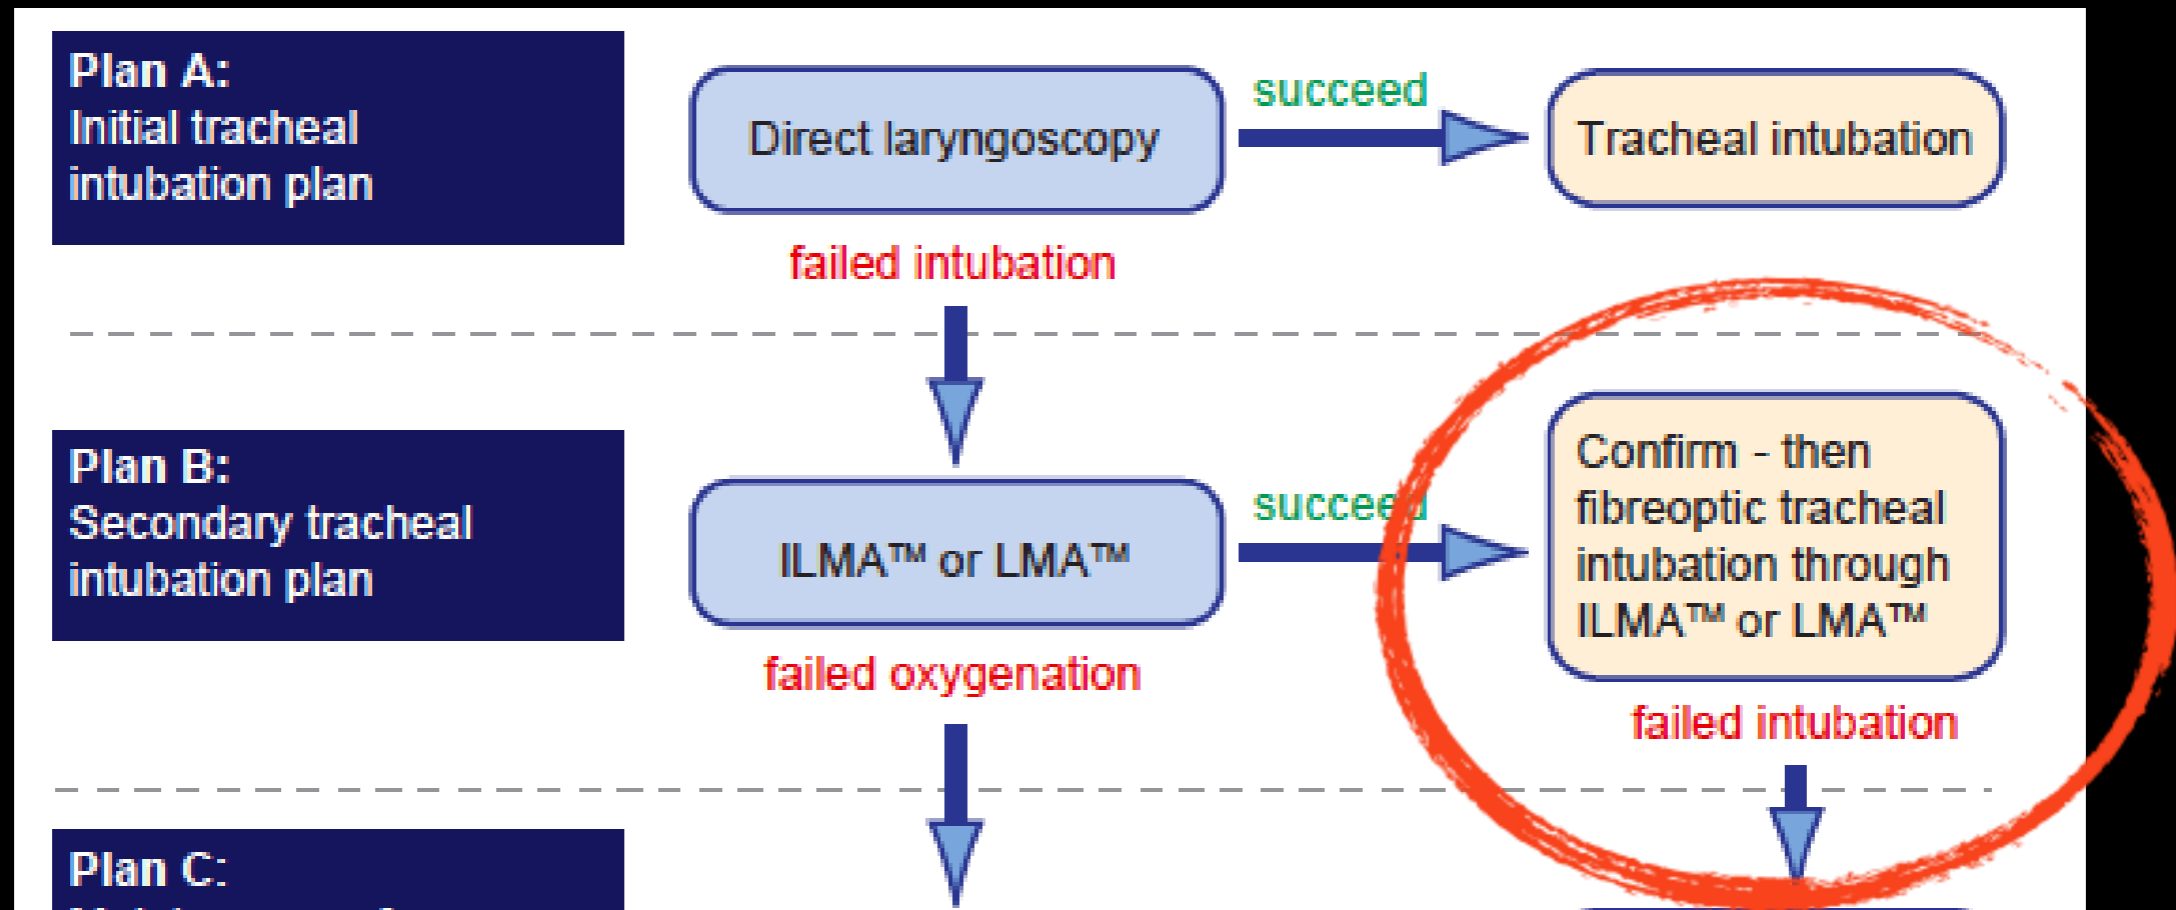 Plan A:
Initial tracheal
intubation plan
Direct laryngoscopy
succeed
Tracheal intubation
failed intubation
Plan B:
Secondary tracheal
intubation plan
ILMA™ or LMA™
succeed
Confirm - then
fibreoptic tracheal
intubation through
ILMA™ or LMA™
failed oxygenation
failed intubation
Plan C: